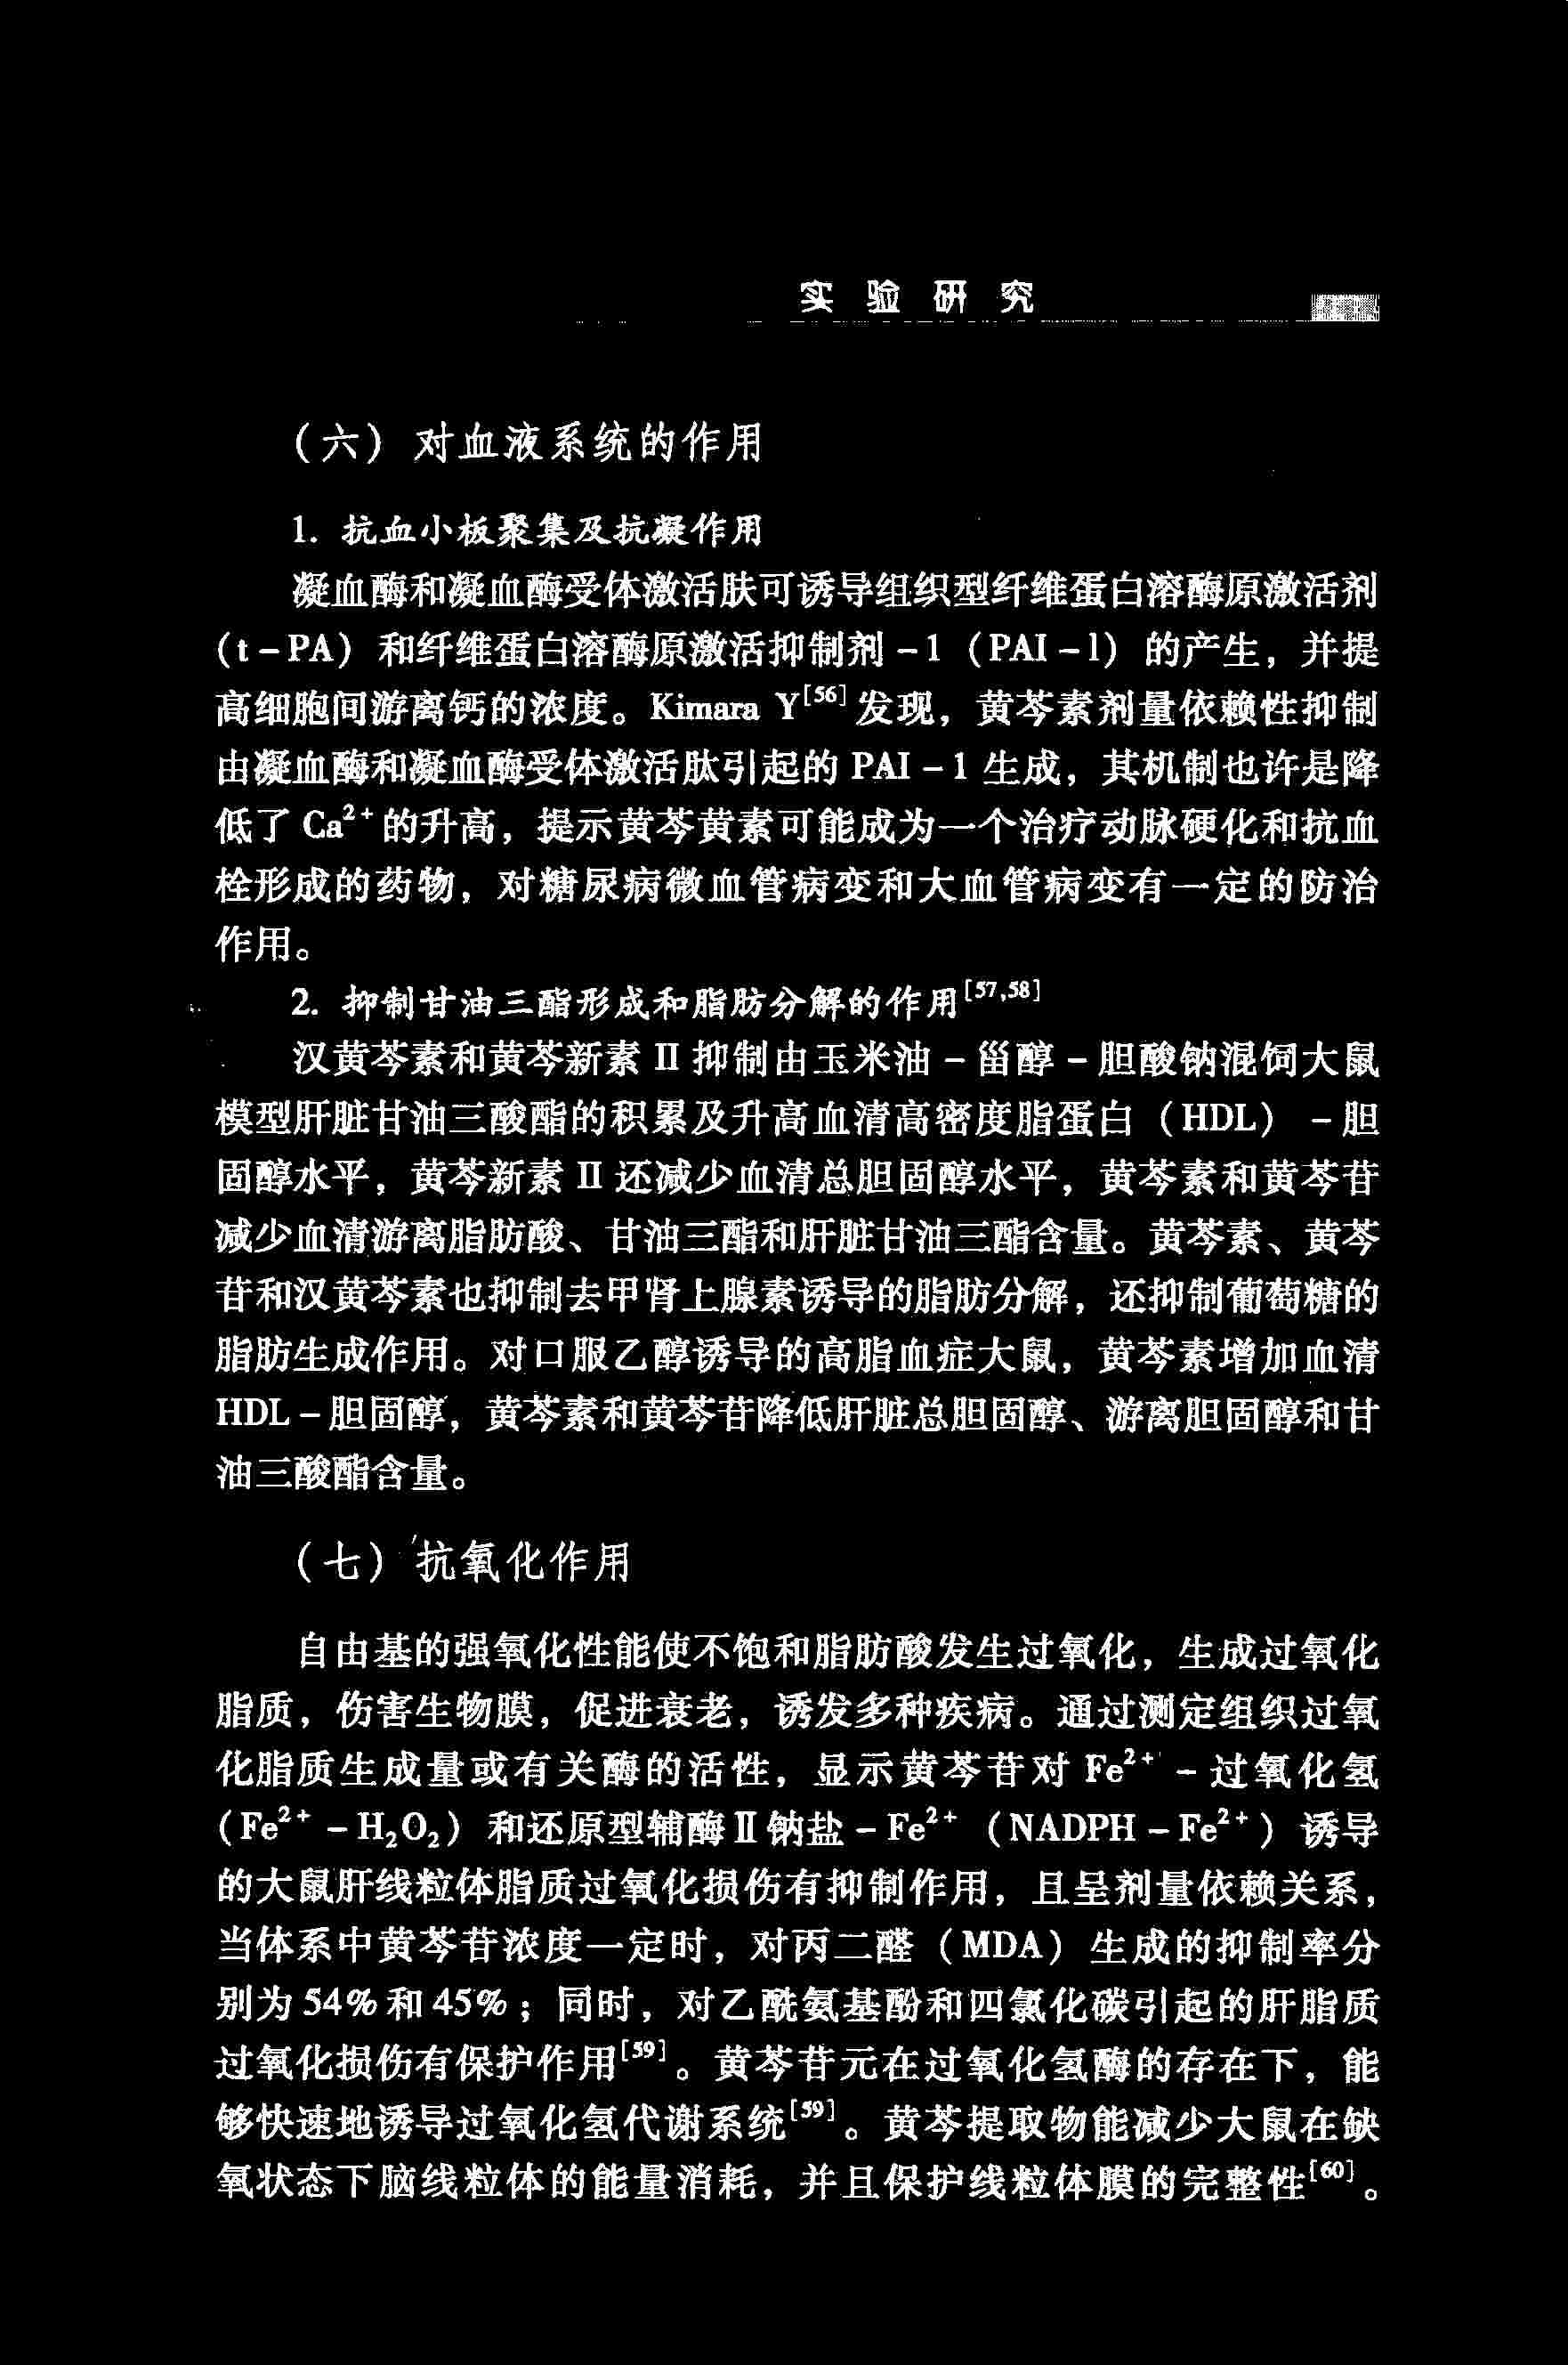 实验研究
（六）对血液系统的作用
1. 抗血小板聚集及抗凝作用
凝血酶和凝血酶受体激活肤可诱导组织型纤维蛋白溶酶原激活剂
(t－PA) 和纤维蛋白溶酶原激活抑制剂－1（PAI－l）的产生，并提
高细胞间游离钙的浓度。Kimara Y[56]发现，黄芩素剂量依赖性抑制
由凝血酶和凝血酶受体激活肽引起的 PAI－1 生成，其机制也许是降
低了 Ca²⁺的升高，提示黄芩黄素可能成为一个治疗动脉硬化和抗血
栓形成的药物，对糖尿病微血管病变和大血管病变有一定的防治
作用。
2. 抑制甘油三酯形成和脂肪分解的作用[57,58]
汉黄芩素和黄芩新素Ⅱ抑制由玉米油－甾醇－胆酸钠混饲大鼠
模型肝脏甘油三酸酯的积累及升高血清高密度脂蛋白（HDL）－胆
固醇水平，黄芩新素Ⅱ还减少血清总胆固醇水平，黄芩素和黄芩苷
减少血清游离脂肪酸、甘油三酯和肝脏甘油三酯含量。黄芩素、黄芩
苷和汉黄芩素也抑制去甲肾上腺素诱导的脂肪分解，还抑制葡萄糖的
脂肪生成作用。对口服乙醇诱导的高脂血症大鼠，黄芩素增加血清
HDL－胆固醇，黄芩素和黄芩苷降低肝脏总胆固醇、游离胆固醇和甘
油三酸酯含量。
（七）抗氧化作用
自由基的强氧化性能使不饱和脂肪酸发生过氧化，生成过氧化
脂质，伤害生物膜，促进衰老，诱发多种疾病。通过测定组织过氧
化脂质生成量或有关酶的活性，显示黄芩苷对 Fe²⁺－过氧化氢
(Fe²⁺－H₂O₂）和还原型辅酶Ⅱ钠盐－Fe²⁺（NADPH－Fe²⁺）诱导
的大鼠肝线粒体脂质过氧化损伤有抑制作用，且呈剂量依赖关系，
当体系中黄芩苷浓度一定时，对丙二醛（MDA）生成的抑制率分
别为 54％和 45％；同时，对乙酰氨基酚和四氯化碳引起的肝脂质
过氧化损伤有保护作用[59]。黄芩苷元在过氧化氢酶的存在下，能
够快速地诱导过氧化氢代谢系统[59]。黄芩提取物能减少大鼠在缺
氧状态下脑线粒体的能量消耗，并且保护线粒体膜的完整性[60]。